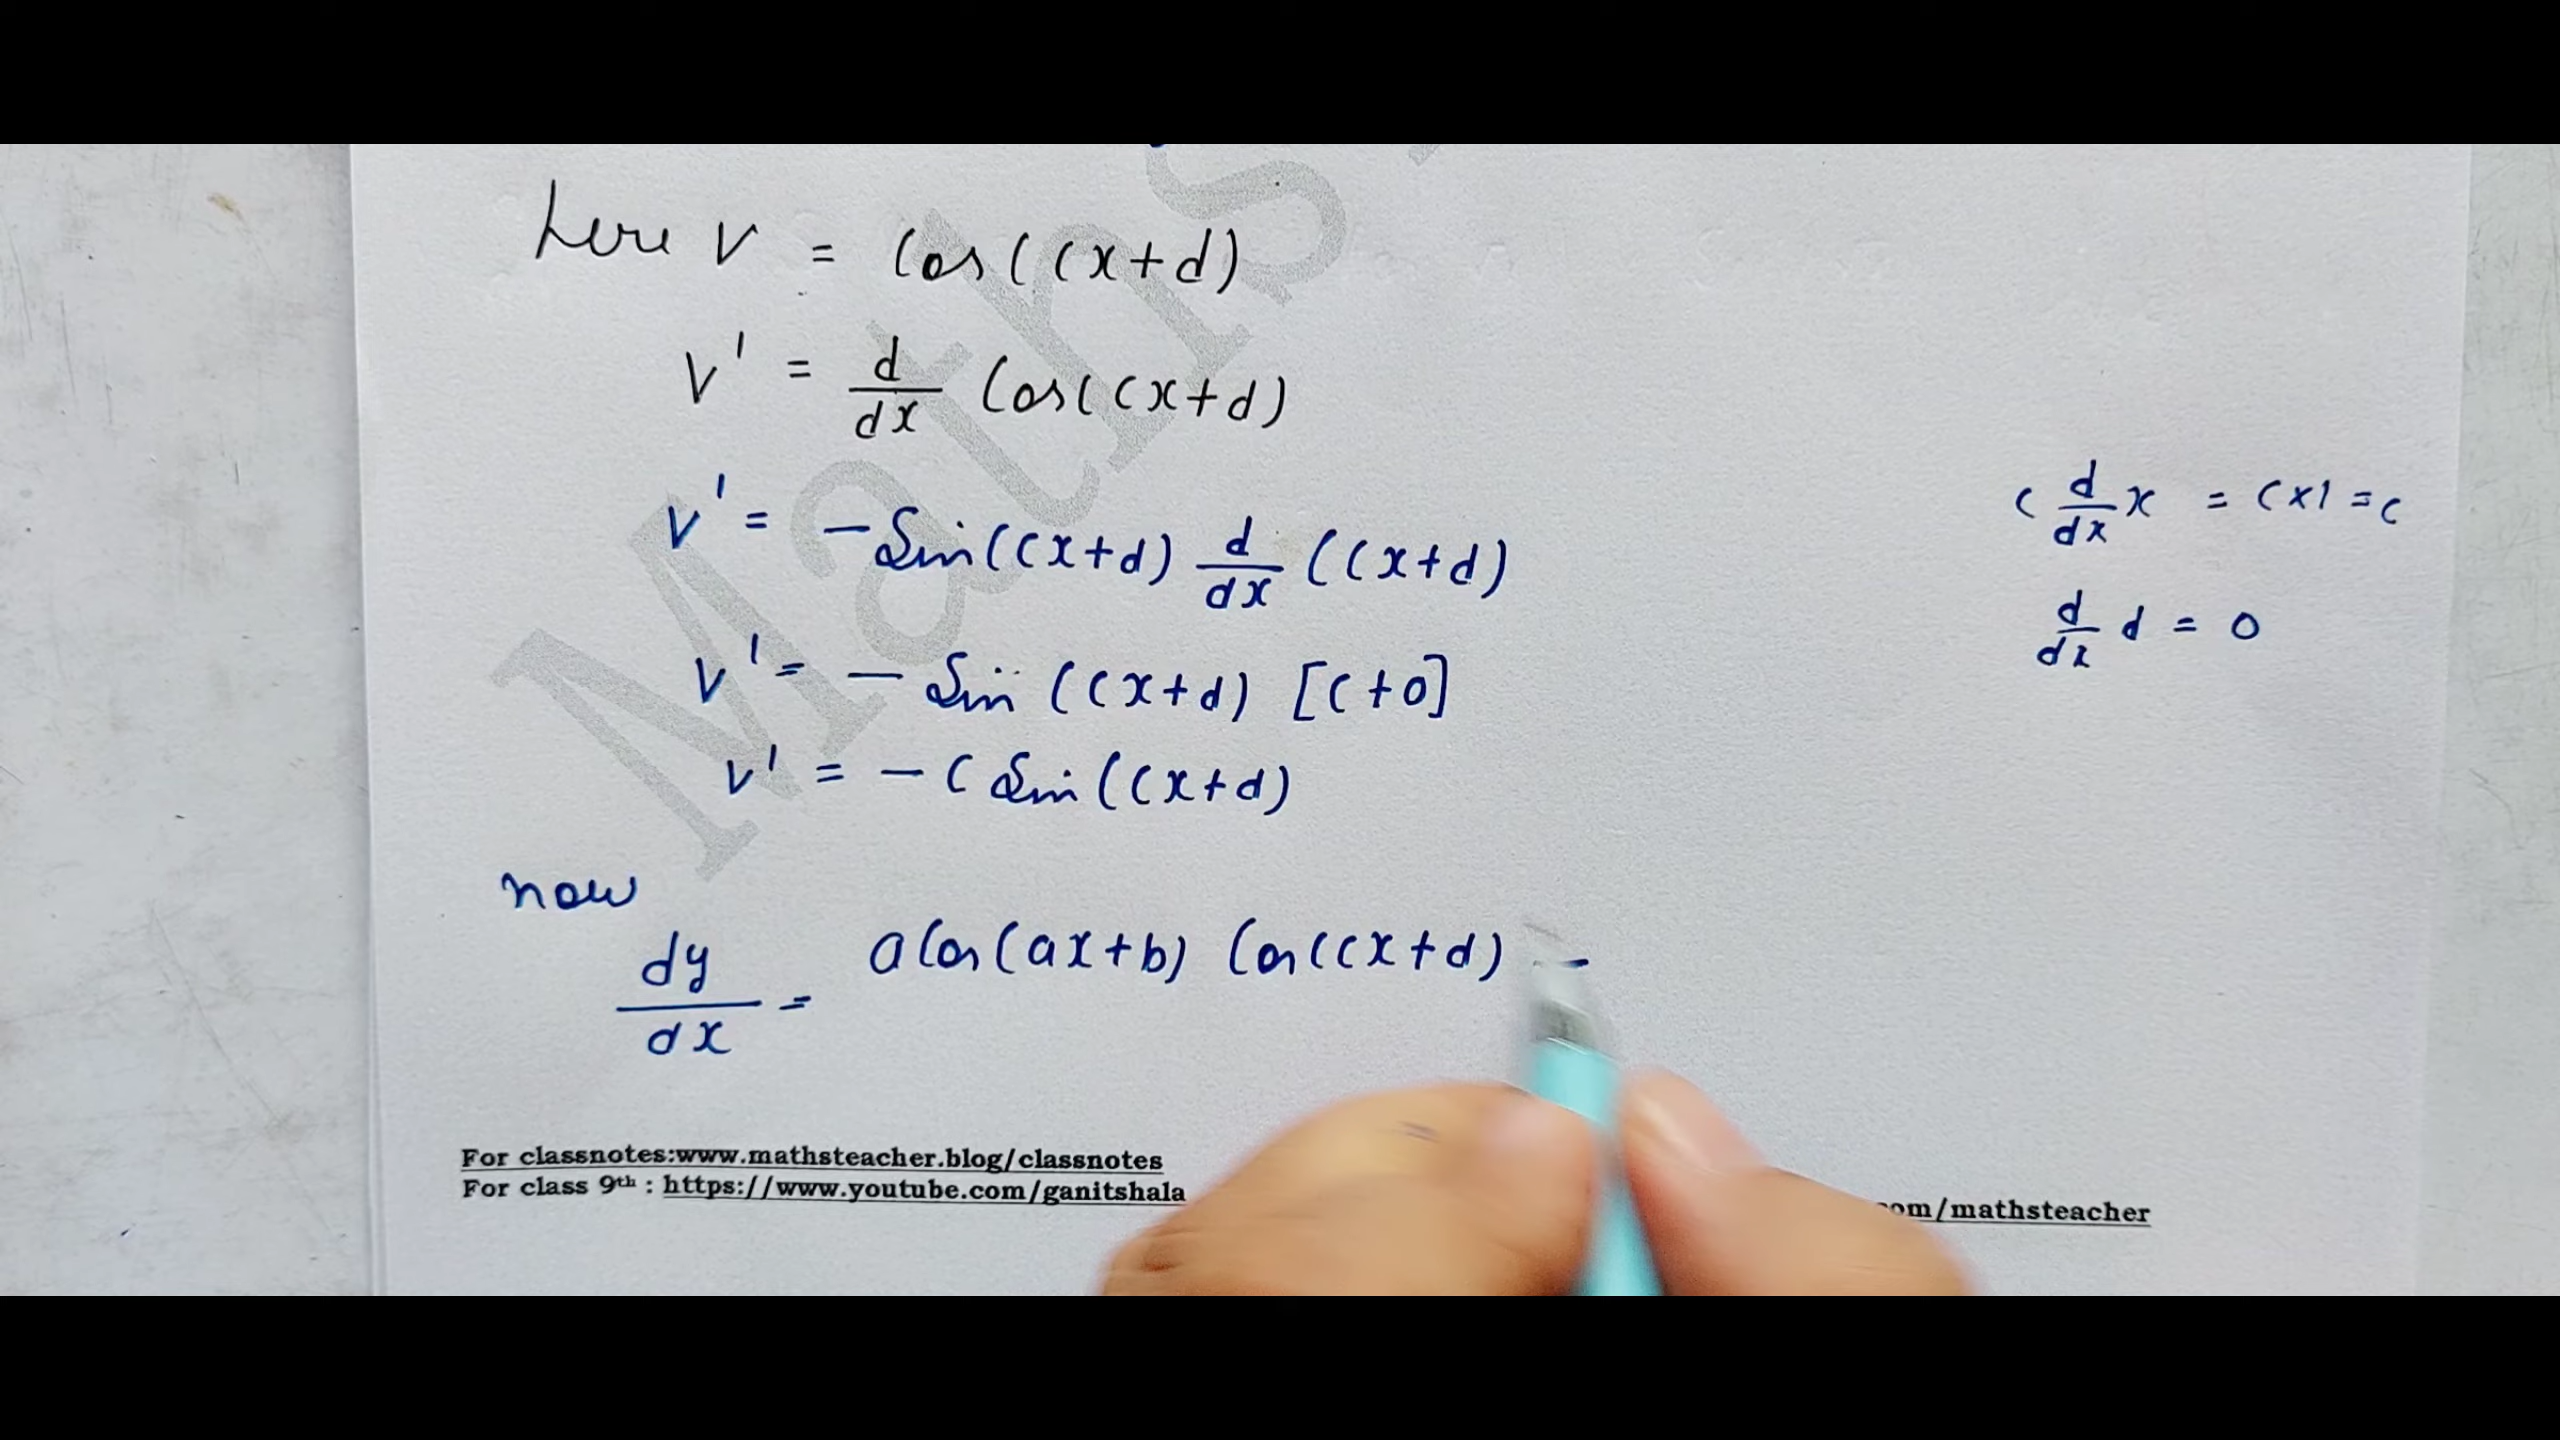 here v = Cos(cx+d)
v' = d/dx Cos(cx+d)
v' = -Sin(cx+d) d/dx (cx+d)
c d/dx x = c×1 = c
d/dx d = 0
v' = - Sin (cx+d) [c+0]
v' = - c Sin(cx+d)
now
dy/dx = a Cos(ax+b) Cos(cx+d) -
For classnotes:www.mathsteacher.blog/classnotes
For class 9th : https://www.youtube.com/ganitshala
om/mathsteacher
Maths